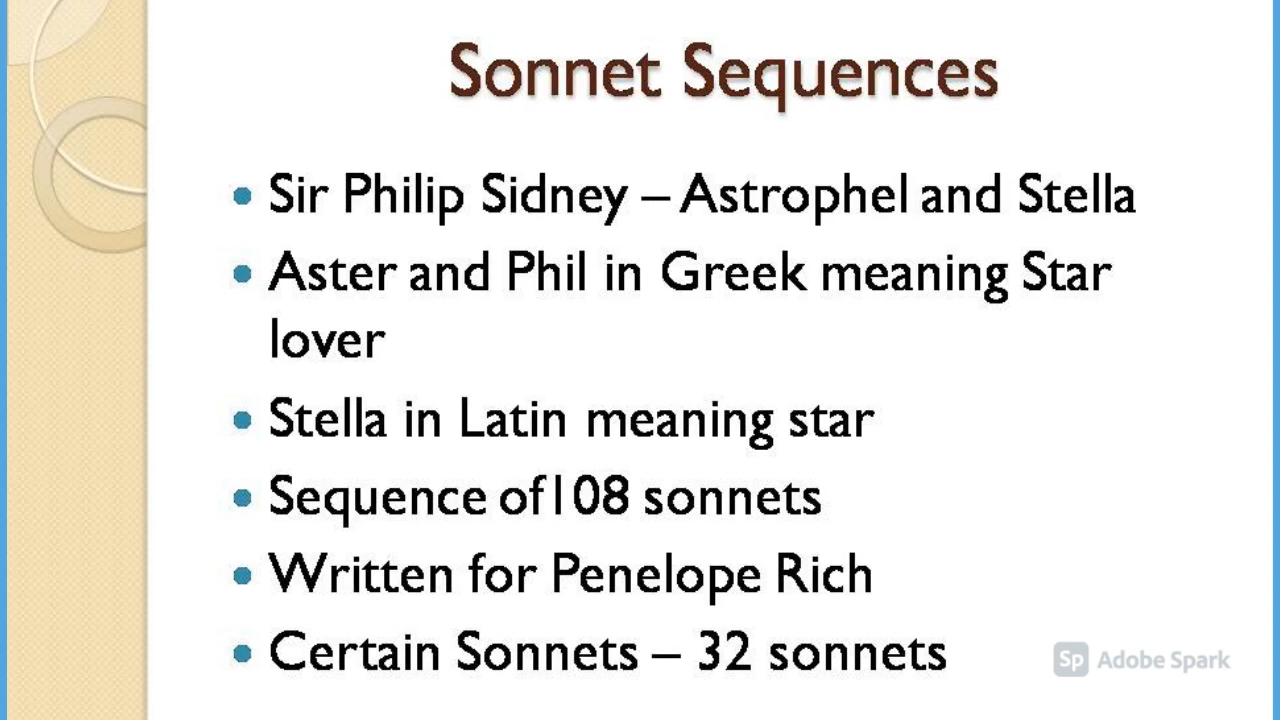 Sonnet Sequences
• Sir Philip Sidney – Astrophel and Stella
• Aster and Phil in Greek meaning Star
lover
• Stella in Latin meaning star
• Sequence of108 sonnets
• Written for Penelope Rich
• Certain Sonnets – 32 sonnets
Sp Adobe Spark